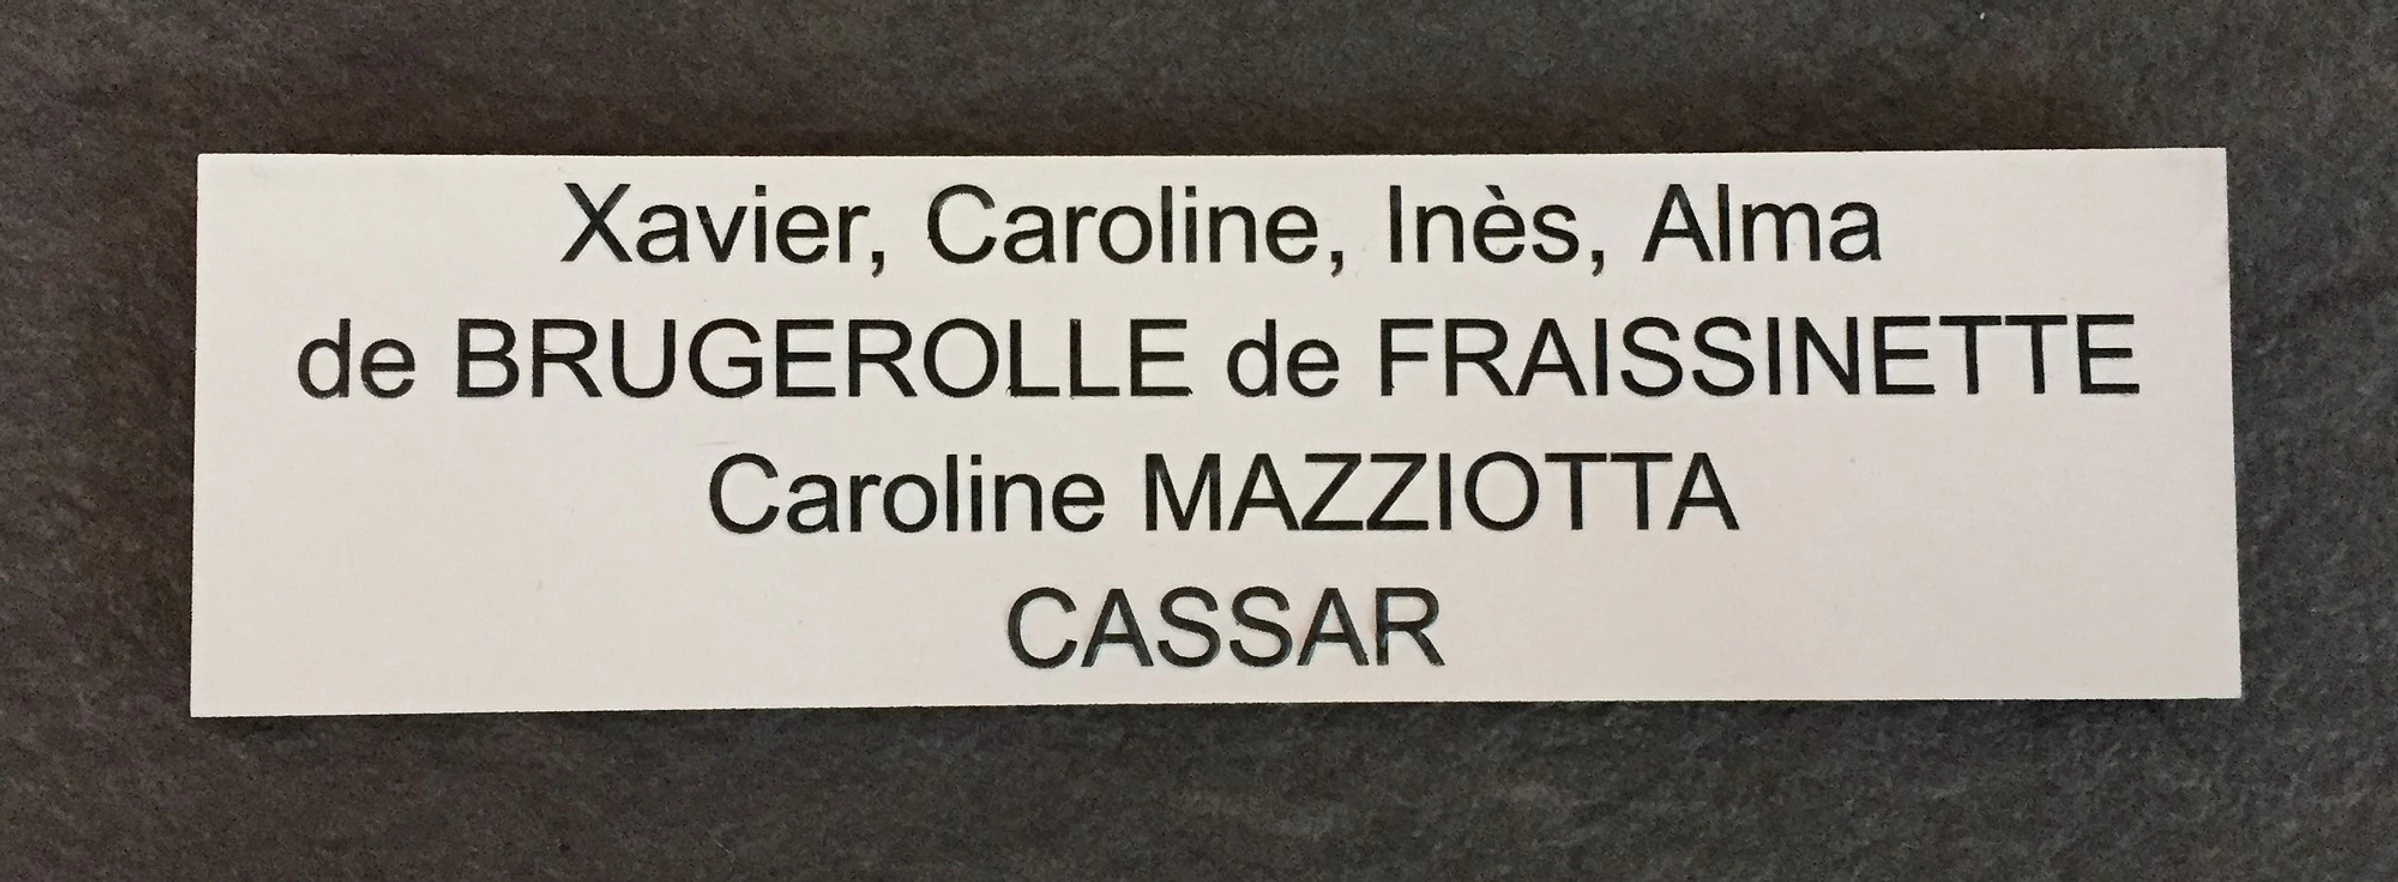 Xavier, Caroline, Inès, Alma
de BRUGEROLLE de FRAISSINETTE
Caroline MAZZIOTTA
CASSAR